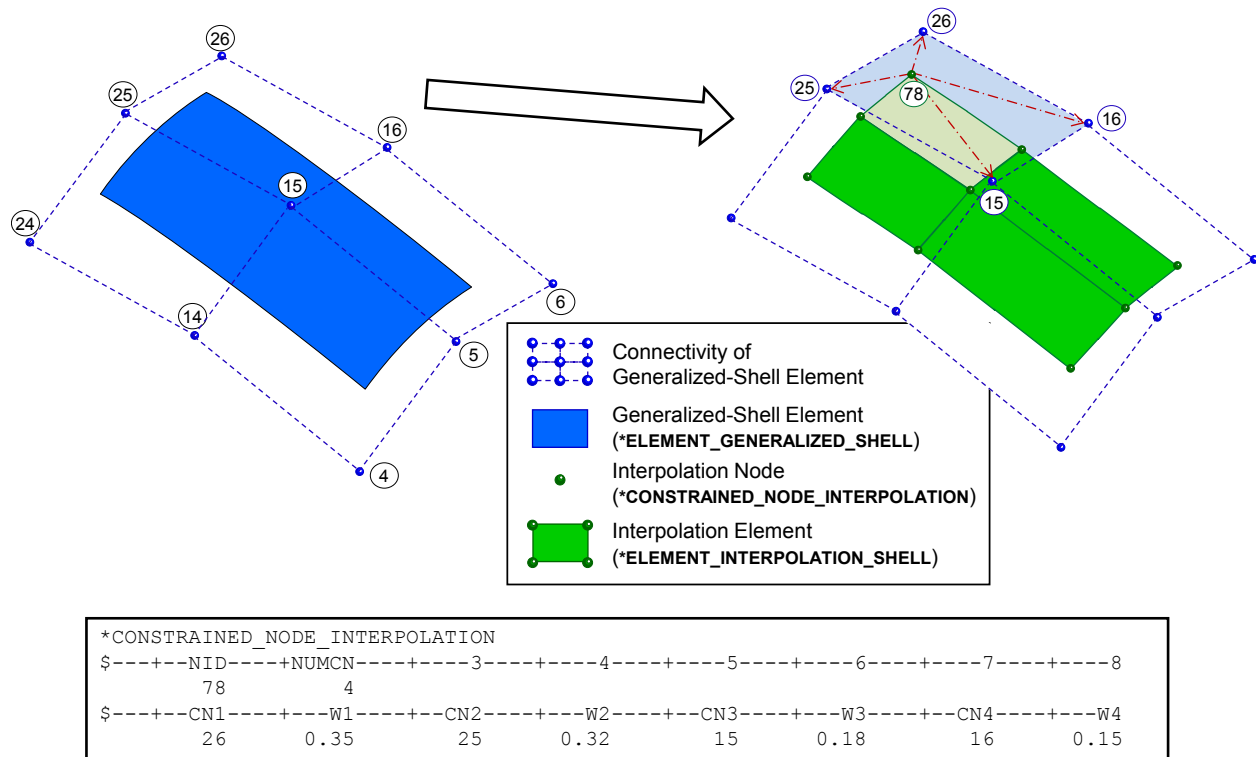 26
25
16
15
24
14
6
5
4
26
25
78
16
15
Connectivity of
Generalized-Shell Element
Generalized-Shell Element
(*ELEMENT_GENERALIZED_SHELL)
Interpolation Node
(*CONSTRAINED_NODE_INTERPOLATION)
Interpolation Element
(*ELEMENT_INTERPOLATION_SHELL)
*CONSTRAINED_NODE_INTERPOLATION
$---+--NID----+NUMCN----+----3----+----4----+----5----+----6----+----7----+----8
78 4
$---+--CN1----+---W1----+--CN2----+---W2----+--CN3----+---W3----+--CN4----+---W4
26 0.35 25 0.32 15 0.18 16 0.15